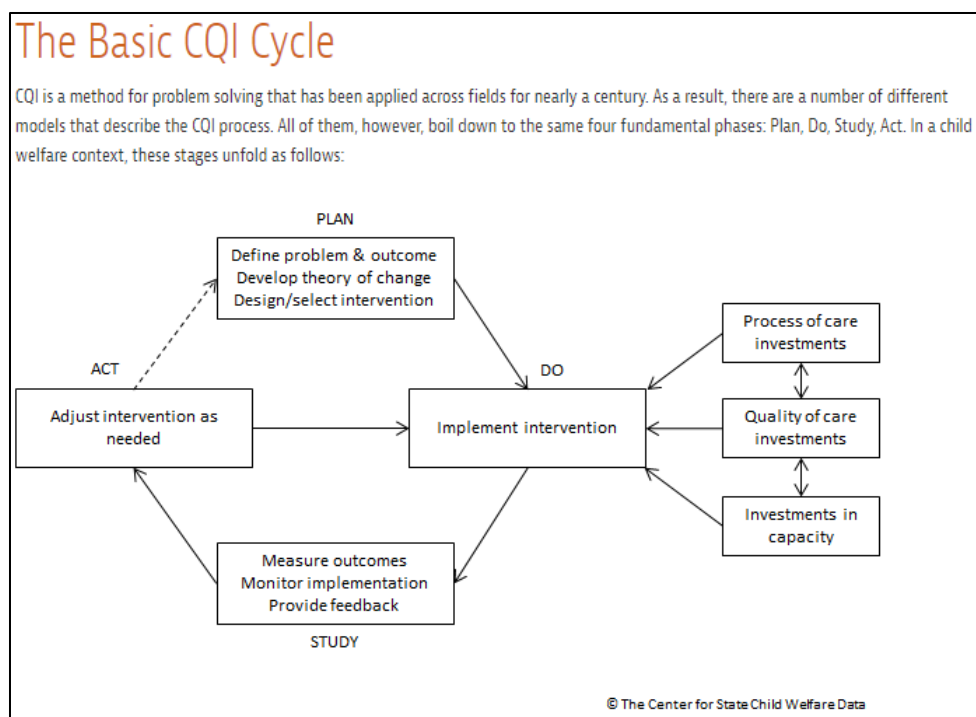 The Basic CQI Cycle
CQI is a method for problem solving that has been applied across fields for nearly a century. As a result, there are a number of different
models that describe the CQI process. All of them, however, boil down to the same four fundamental phases: Plan, Do, Study, Act. In a child
welfare context, these stages unfold as follows:
PLAN
Define problem & outcome
Develop theory of change
Design/select intervention
ACT
Adjust intervention as
needed
DO
Implement intervention
Process of care
investments
Quality of care
investments
Investments in
capacity
Measure outcomes
Monitor implementation
Provide feedback
STUDY
© The Center for State Child Welfare Data